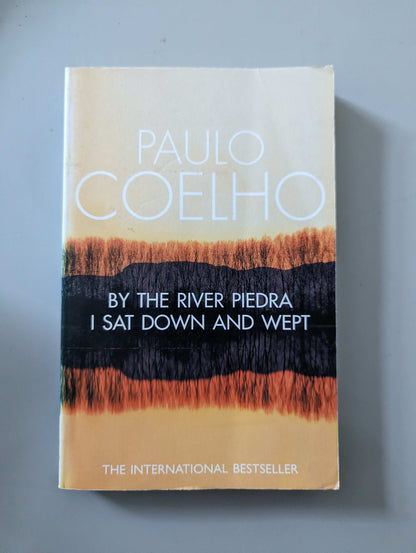 PAULO
COELHO
BY THE RIVER PIEDRA
I SAT DOWN AND WEPT
THE INTERNATIONAL BESTSELLER